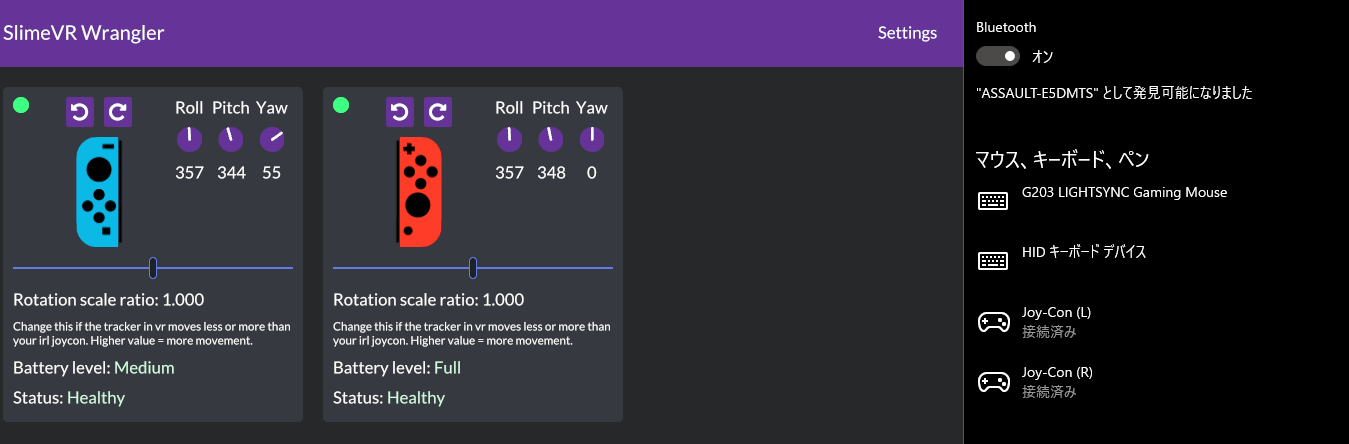 SlimeVR Wrangler
Settings
Roll Pitch Yaw
357 344 55
Rotation scale ratio: 1.000
Change this if the tracker in vr moves less or more than
your irl joycon. Higher value = more movement.
Battery level: Medium
Status: Healthy
Roll Pitch Yaw
357 348 0
Rotation scale ratio: 1.000
Change this if the tracker in vr moves less or more than
your irl joycon. Higher value = more movement.
Battery level: Full
Status: Healthy
Bluetooth
オン
"ASSAULT-E5DMTS" として発見可能になりました
マウス、キーボード、ペン
G203 LIGHTSYNC Gaming Mouse
HID キーボード デバイス
Joy-Con (L)
接続済み
Joy-Con (R)
接続済み